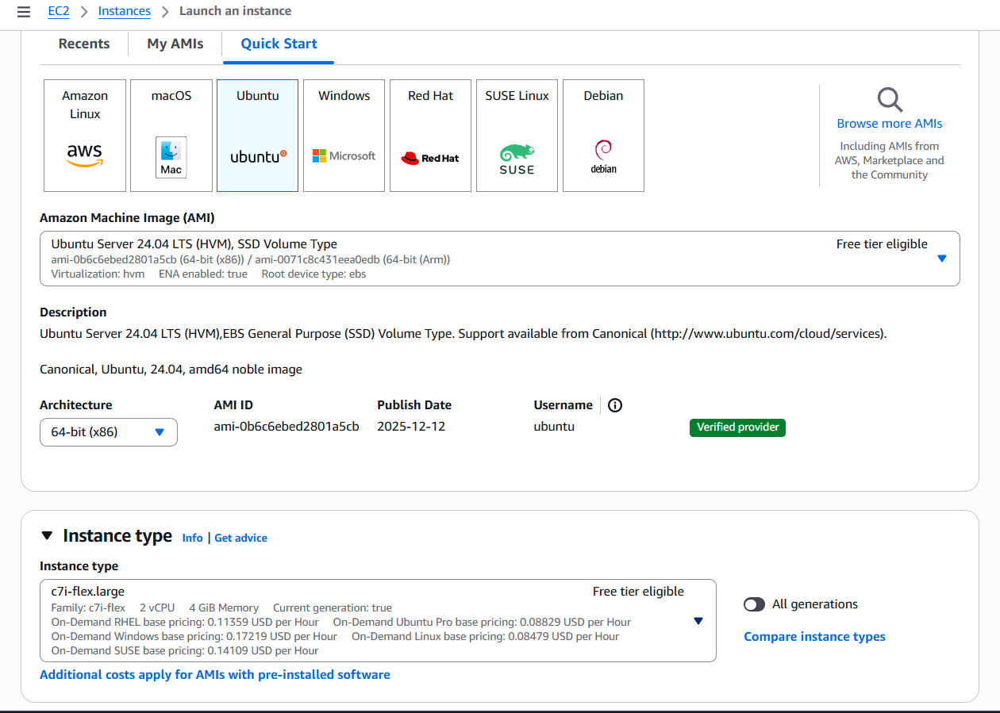 EC2 > Instances > Launch an instance
Recents My AMIs Quick Start
Amazon Linux
aws
macOS
Mac
Ubuntu
ubuntu
Windows
Microsoft
Red Hat
Red Hat
SUSE Linux
SUSE
Debian
debian
Browse more AMIs
Including AMIs from
AWS, Marketplace and
the Community
Amazon Machine Image (AMI)
Ubuntu Server 24.04 LTS (HVM), SSD Volume Type Free tier eligible
ami-0b6c6ebed2801a5cb (64-bit (x86)) / ami-0071c8c431eea0edb (64-bit (Arm))
Virtualization: hvm ENA enabled: true Root device type: ebs
Description
Ubuntu Server 24.04 LTS (HVM),EBS General Purpose (SSD) Volume Type. Support available from Canonical (http://www.ubuntu.com/cloud/services).
Canonical, Ubuntu, 24.04, amd64 noble image
Architecture AMI ID Publish Date Username
64-bit (x86) ami-0b6c6ebed2801a5cb 2025-12-12 ubuntu Verified provider
Instance type Info | Get advice
Instance type
c7i-flex.large Free tier eligible
Family: c7i-flex 2 vCPU 4 GiB Memory Current generation: true
On-Demand RHEL base pricing: 0.11359 USD per Hour On-Demand Ubuntu Pro base pricing: 0.08829 USD per Hour
On-Demand Windows base pricing: 0.17219 USD per Hour On-Demand Linux base pricing: 0.08479 USD per Hour
On-Demand SUSE base pricing: 0.14109 USD per Hour
All generations
Compare instance types
Additional costs apply for AMIs with pre-installed software